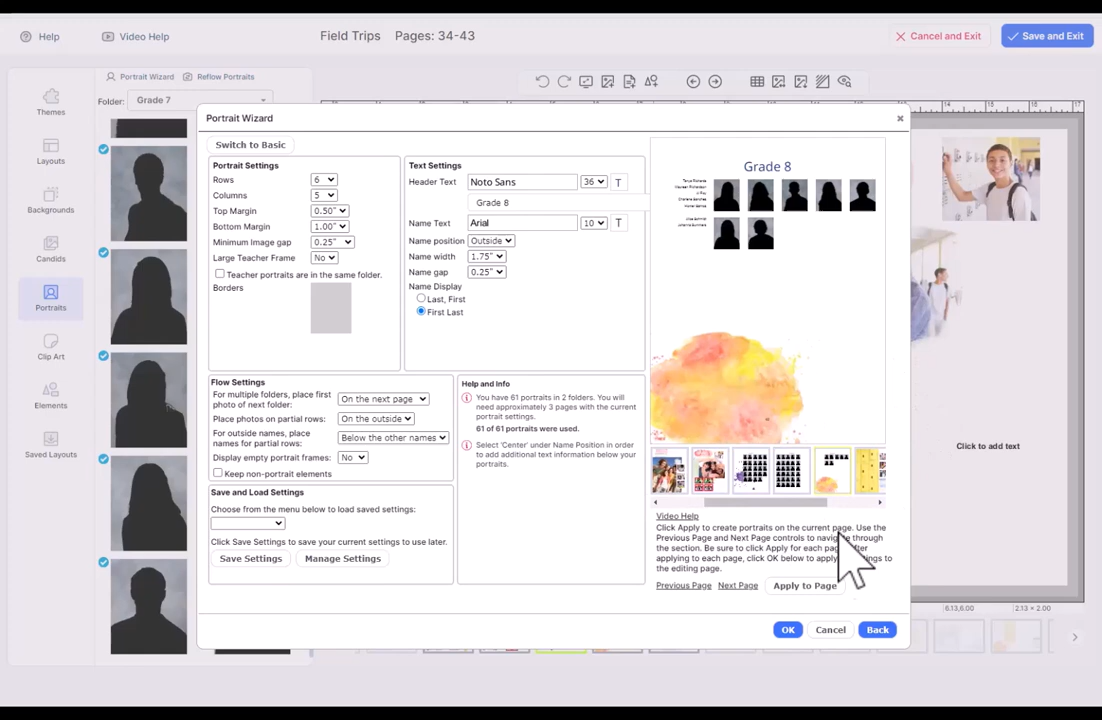 Help
Video Help
Field Trips
Pages: 34-43
Cancel and Exit
Save and Exit
Portrait Wizard
Reflow Portraits
Folder:
Grade 7
Themes
Layouts
Backgrounds
Candids
Portraits
Clip Art
Elements
Saved Layouts
14
15
16
17
Portrait Wizard
Switch to Basic
Portrait Settings
Rows
6
Columns
5
Top Margin
0.50"
Bottom Margin
1.00"
Minimum Image gap
0.25"
Large Teacher Frame
No
Teacher portraits are in the same folder.
Borders
Text Settings
Header Text
Noto Sans
36
T
Grade 8
Name Text
Arial
10
T
Name position
Outside
Name width
1.75"
Name gap
0.25"
Name Display
Last, First
First Last
Flow Settings
For multiple folders, place first
photo of next folder:
On the next page
Place photos on partial rows:
On the outside
For outside names, place
names for partial rows:
Below the other names
Display empty portrait frames:
No
Keep non-portrait elements
Save and Load Settings
Choose from the menu below to load saved settings:
Click Save Settings to save your current settings to use later.
Save Settings
Manage Settings
Help and Info
You have 61 portraits in 2 folders. You will
need approximately 3 pages with the current
portrait settings.
61 of 61 portraits were used.
Select 'Center' under Name Position in order
to add additional text information below your
portraits.
Grade 8
Video Help
Click Apply to create portraits on the current page. Use the
Previous Page and Next Page controls to navigate through
the section. Be sure to click Apply for each page. After
applying to each page, click OK below to apply
to the editing page.
Previous Page
Next Page
Apply to Page
OK
Cancel
Back
Click to add text
6.13,6.00
2.13 × 2.00